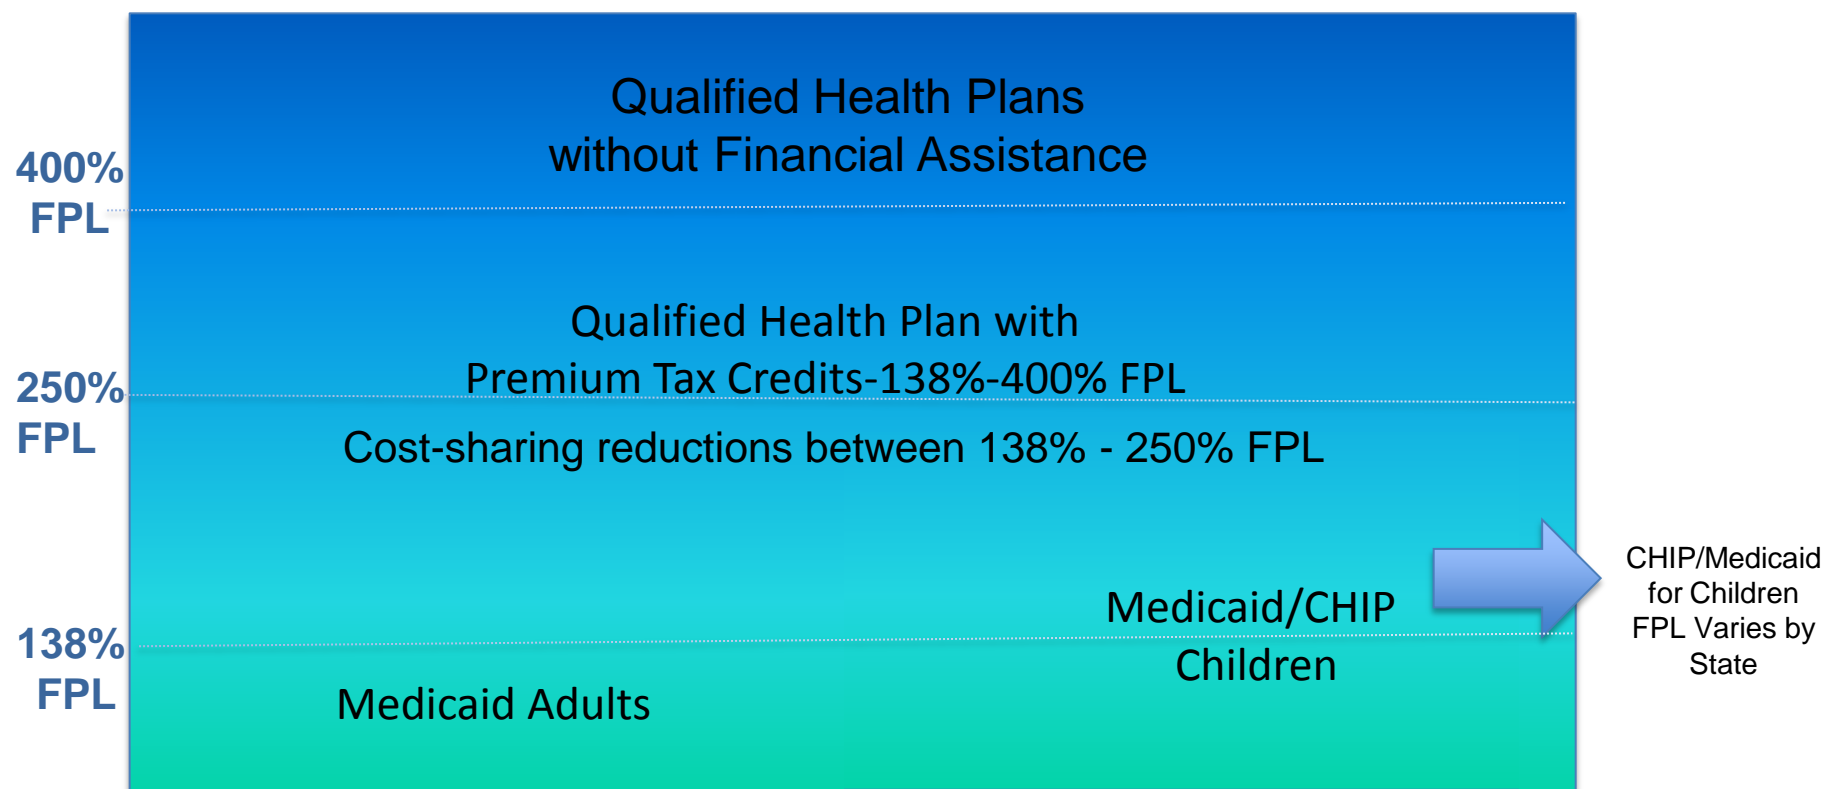 Qualified Health Plans
without Financial Assistance
400%
FPL
Qualified Health Plan with
Premium Tax Credits-138%-400% FPL
250%
FPL
Cost-sharing reductions between 138% - 250% FPL
CHIP/Medicaid
for Children
FPL Varies by
State
Medicaid/CHIP
Children
138%
FPL
Medicaid Adults